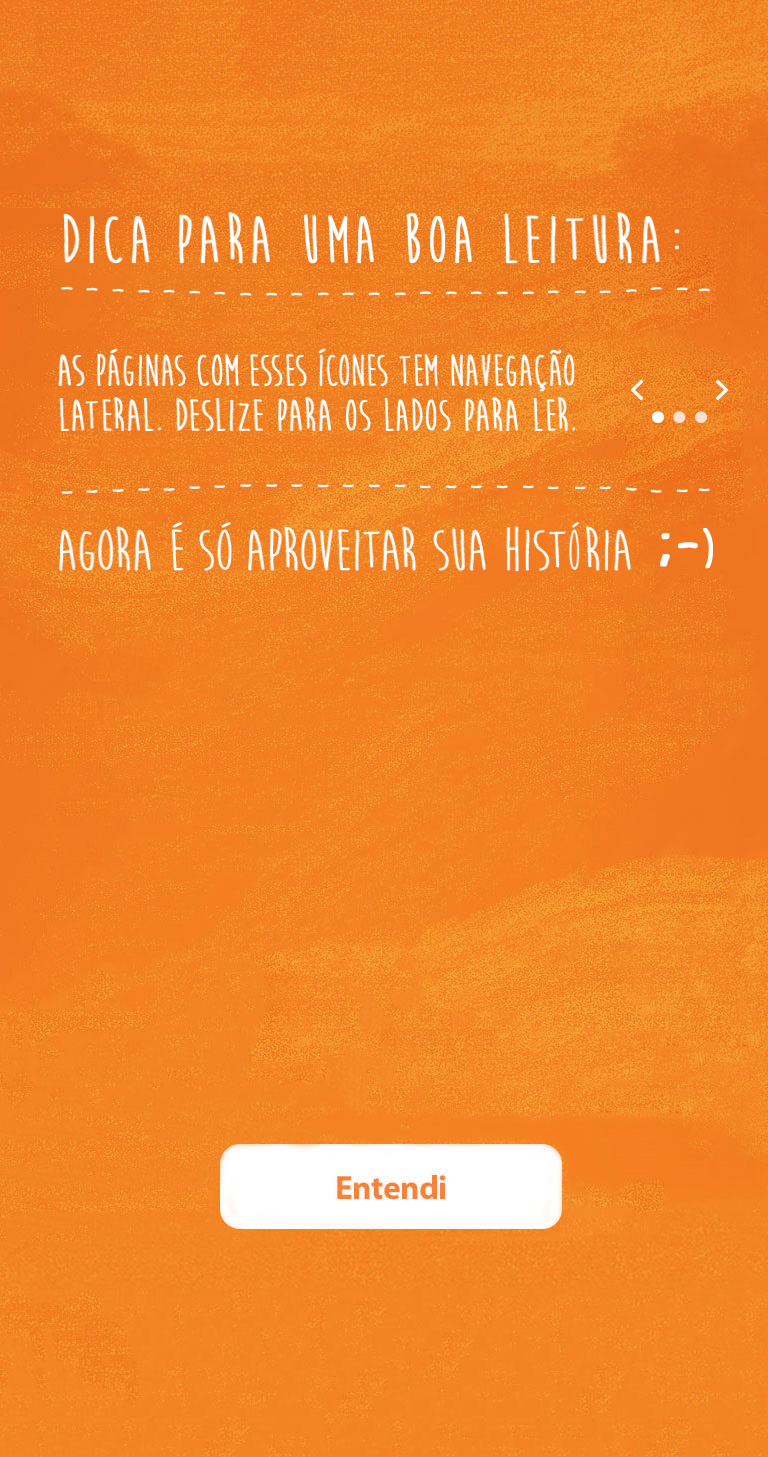 DICA PARA UMA BOA LEITURA:
AS PÁGINAS COM ESSES ÍCONES TEM NAVEGAÇÃO
LATERAL. DESLIZE PARA OS LADOS PARA LER.
AGORA É SÓ APROVEITAR SUA HISTÓRIA ;-)
Entendi